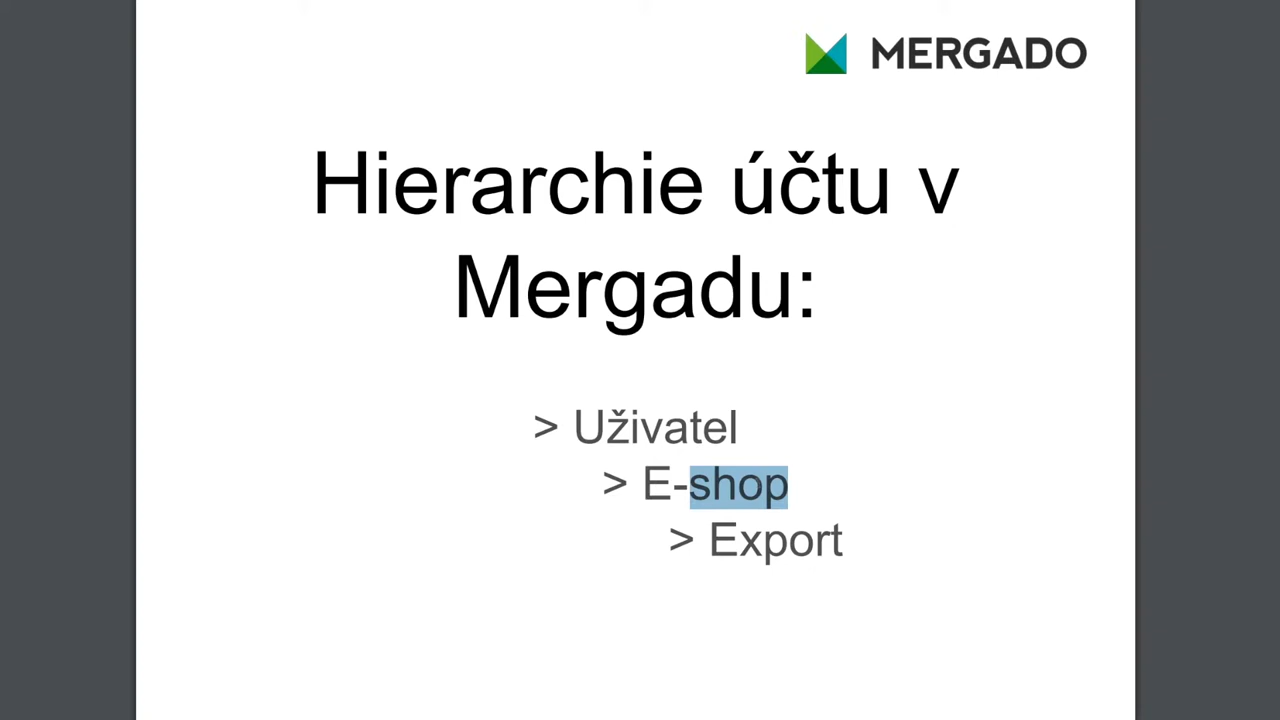 MERGADO
Hierarchie účtu v
Mergadu:
> Uživatel
> E-shop
> Export